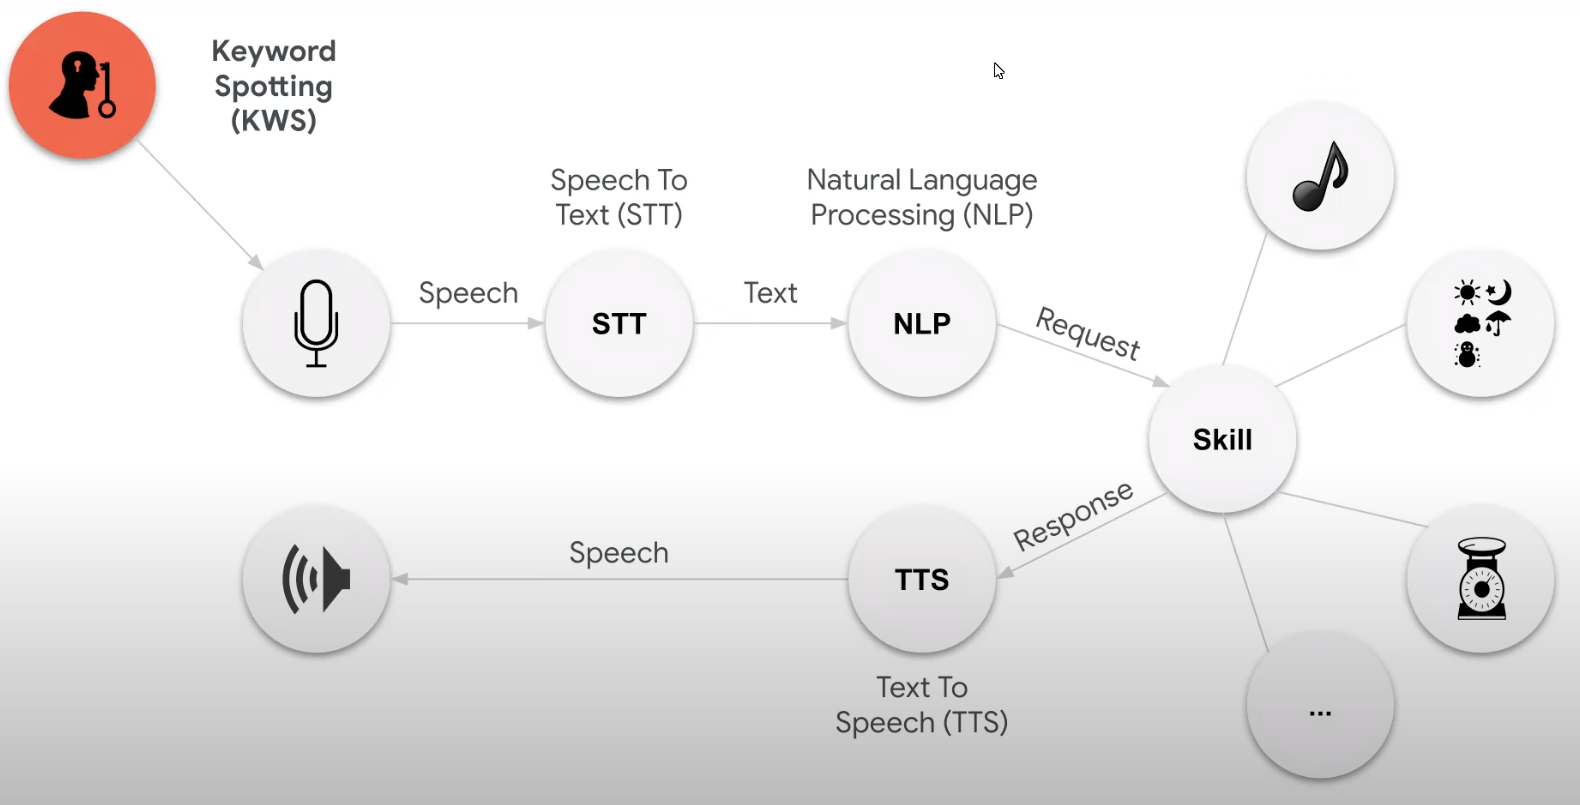 Keyword
Spotting
(KWS)
Speech To
Text (STT)
Natural Language
Processing (NLP)
Speech
STT
Text
NLP
Request
Skill
Response
TTS
Speech
Text To
Speech (TTS)
...